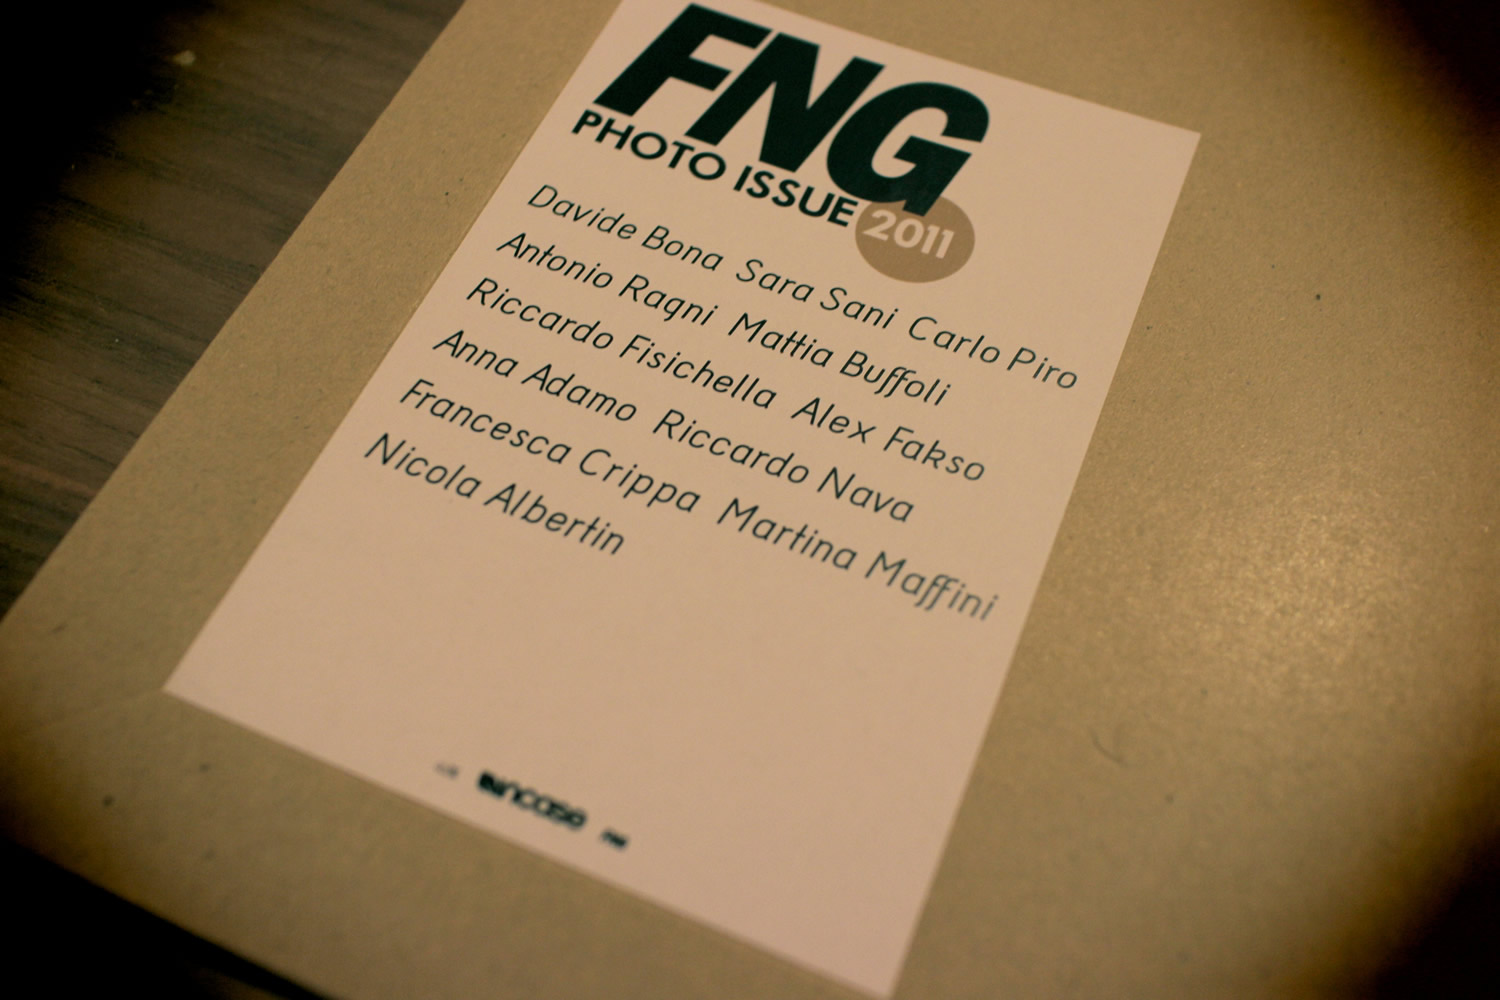 FNG
PHOTO ISSUE 2011
Davide Bona Sara Sani Carlo Piro
Antonio Ragni Mattia Buffoli
Riccardo Fisichella Alex Fakso
Anna Adamo Riccardo Nava
Francesca Crippa Martina Maffini
Nicola Albertin
incase